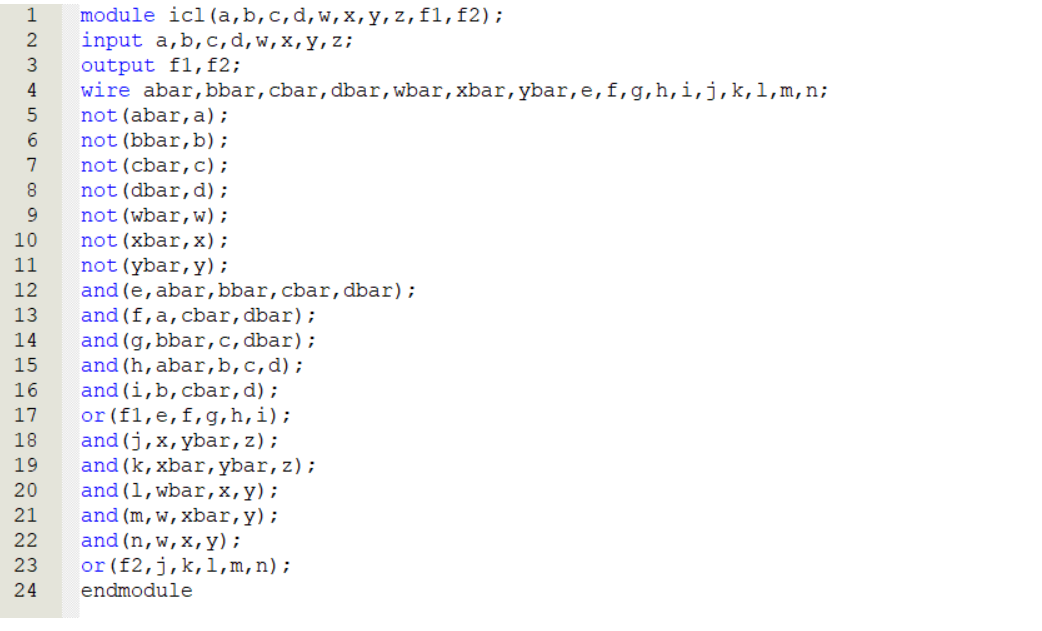 1 module icl(a,b,c,d,w,x,y,z,f1,f2);
2 input a,b,c,d,w,x,y,z;
3 output f1,f2;
4 wire abar,bbar,cbar,dbar,wbar,xbar,ybar,e,f,g,h,i,j,k,l,m,n;
5 not(abar,a);
6 not(bbar,b);
7 not(cbar,c);
8 not(dbar,d);
9 not(wbar,w);
10 not(xbar,x);
11 not(ybar,y);
12 and(e,abar,bbar,cbar,dbar);
13 and(f,a,cbar,dbar);
14 and(g,bbar,c,dbar);
15 and(h,abar,b,c,d);
16 and(i,b,cbar,d);
17 or(f1,e,f,g,h,i);
18 and(j,x,ybar,z);
19 and(k,xbar,ybar,z);
20 and(l,wbar,x,y);
21 and(m,w,xbar,y);
22 and(n,w,x,y);
23 or(f2,j,k,l,m,n);
24 endmodule